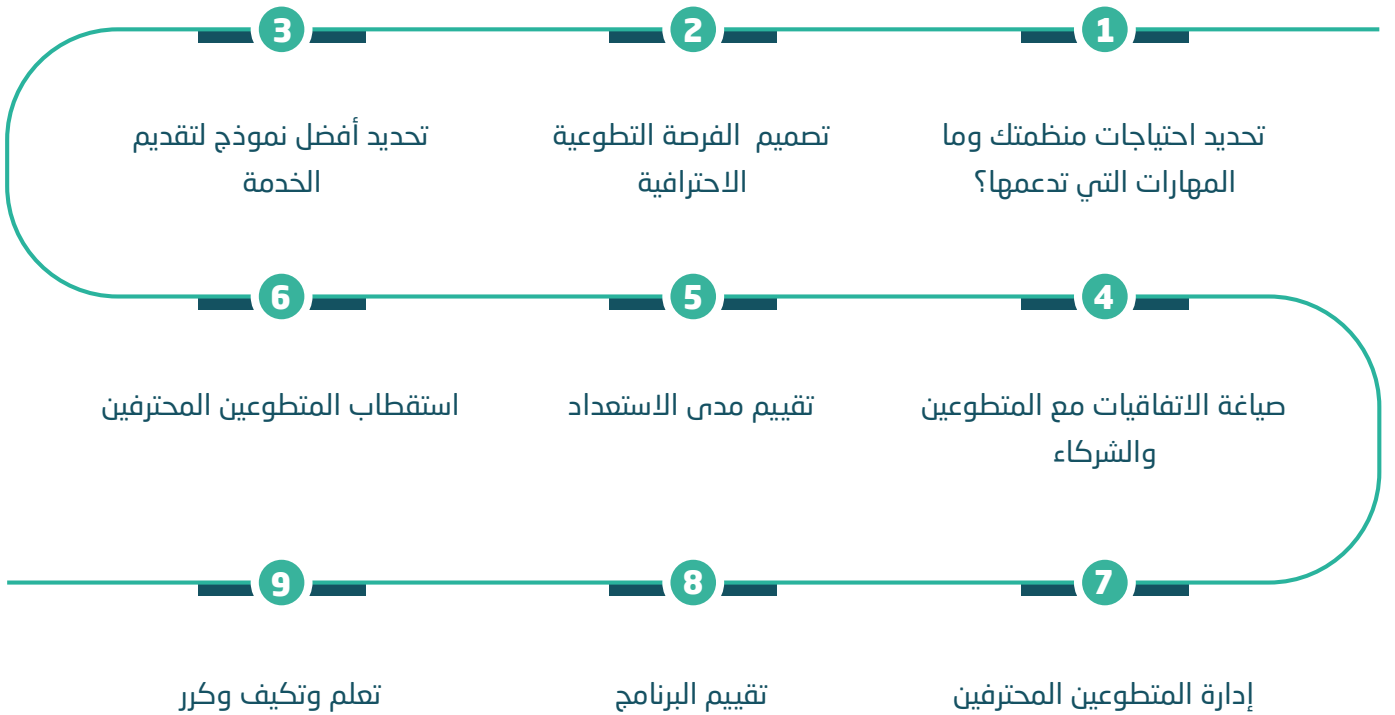 1
تحديد احتياجات منظمتك وما
المهارات التي تدعمها؟
2
تصميم الفرصة التطوعية
الاحترافية
3
تحديد أفضل نموذج لتقديم
الخدمة
4
صياغة الاتفاقيات مع المتطوعين
والشركاء
5
تقييم مدى الاستعداد
6
استقطاب المتطوعين المحترفين
7
إدارة المتطوعين المحترفين
8
تقييم البرنامج
9
تعلم وتكيف وكرر